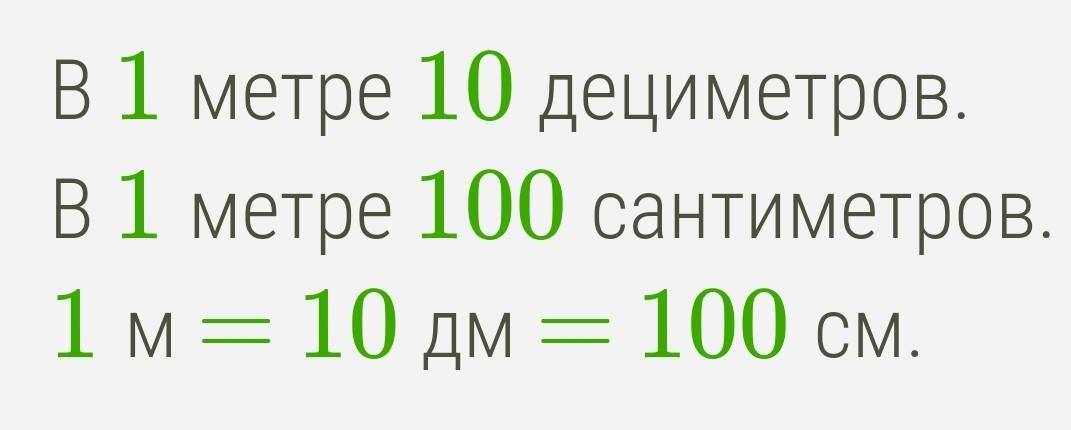 В 1 метре 10 дециметров.
В 1 метре 100 сантиметров.
1 м = 10 дм = 100 см.